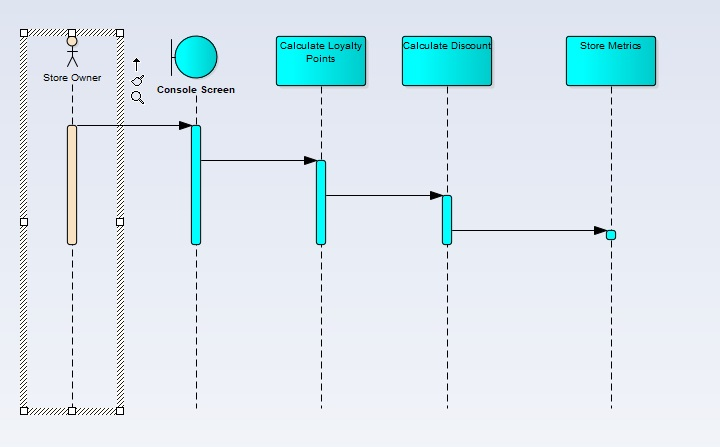 Store Owner
Console Screen
Calculate Loyalty
Points
Calculate Discount
Store Metrics